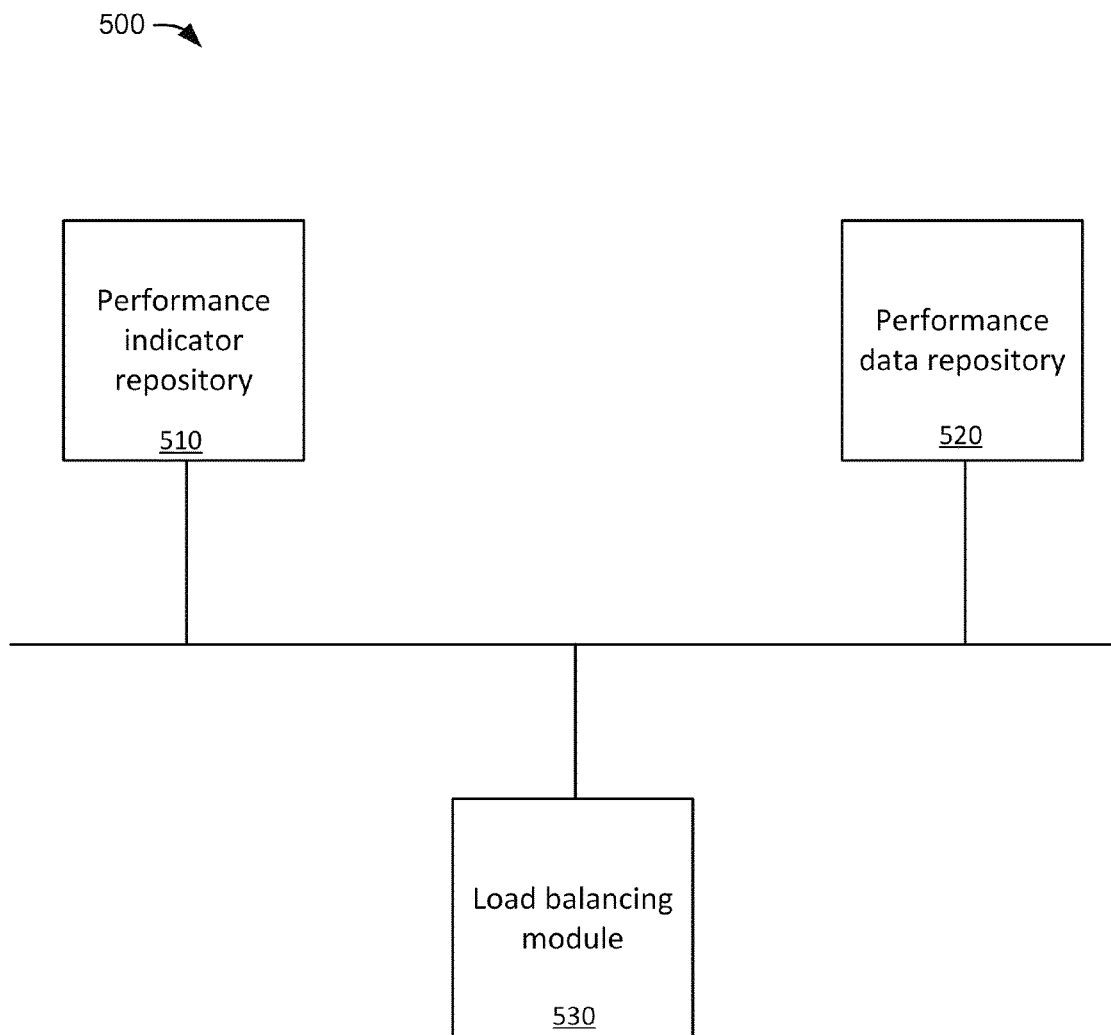 500
Performance
indicator
repository
510
Performance
data repository
520
Load balancing
module
530